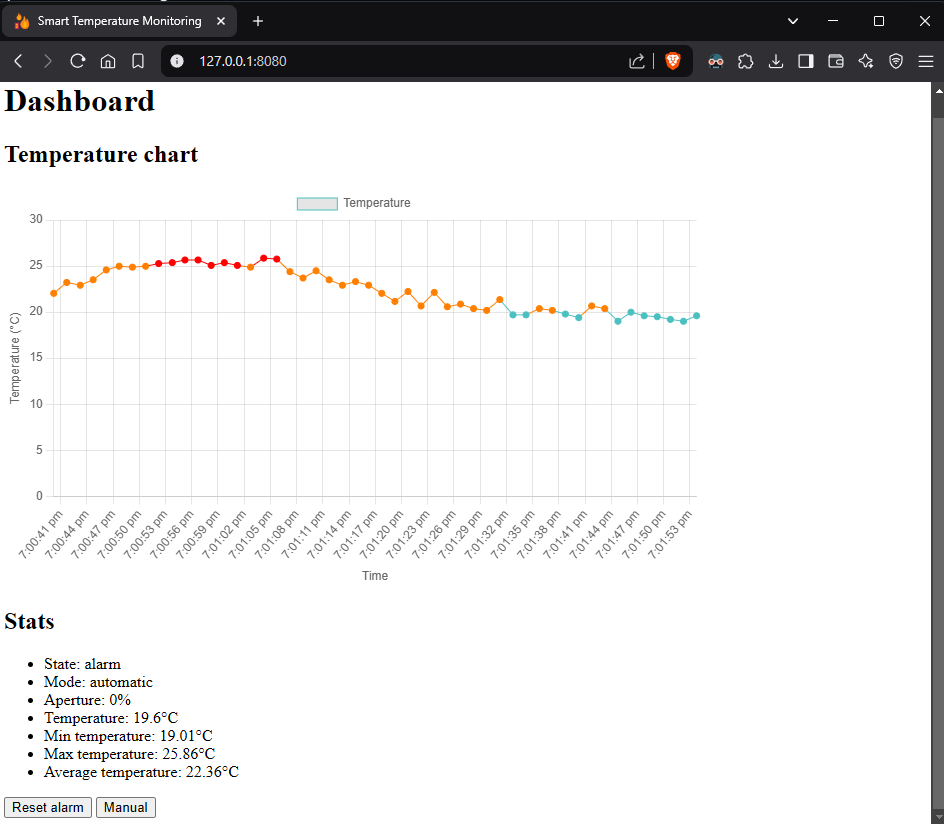 Smart Temperature Monitoring
127.0.0.1:8080
Dashboard
Temperature chart
Temperature
30
25
20
15
10
5
0
Temperature (°C)
7:00:41 pm
7:00:44 pm
7:00:47 pm
7:00:50 pm
7:00:53 pm
7:00:56 pm
7:00:59 pm
7:01:02 pm
7:01:05 pm
7:01:08 pm
7:01:11 pm
7:01:14 pm
7:01:17 pm
7:01:20 pm
7:01:23 pm
7:01:26 pm
7:01:29 pm
7:01:32 pm
7:01:35 pm
7:01:38 pm
7:01:41 pm
7:01:44 pm
7:01:47 pm
7:01:50 pm
7:01:53 pm
Time
Stats
State: alarm
Mode: automatic
Aperture: 0%
Temperature: 19.6°C
Min temperature: 19.01°C
Max temperature: 25.86°C
Average temperature: 22.36°C
Reset alarm Manual